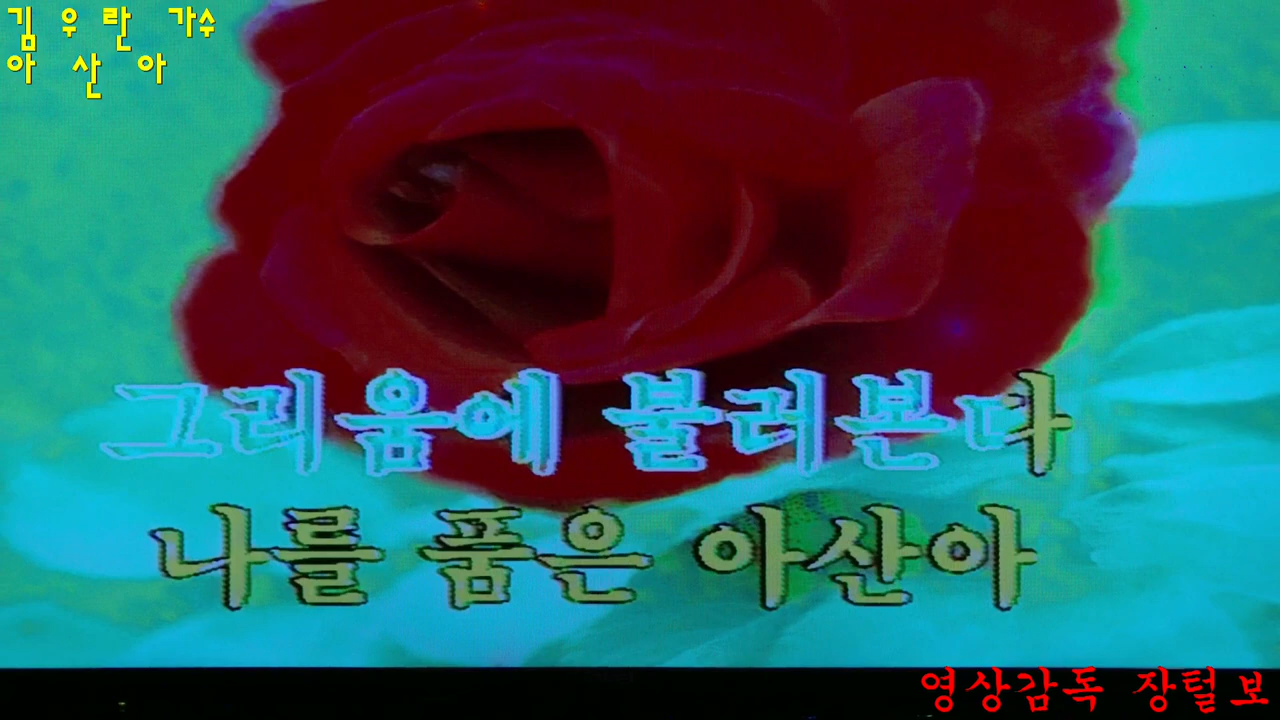 김우란 가수
아산아
그리움에 불러본다
나를 품은 아산아
영상감독 장털보